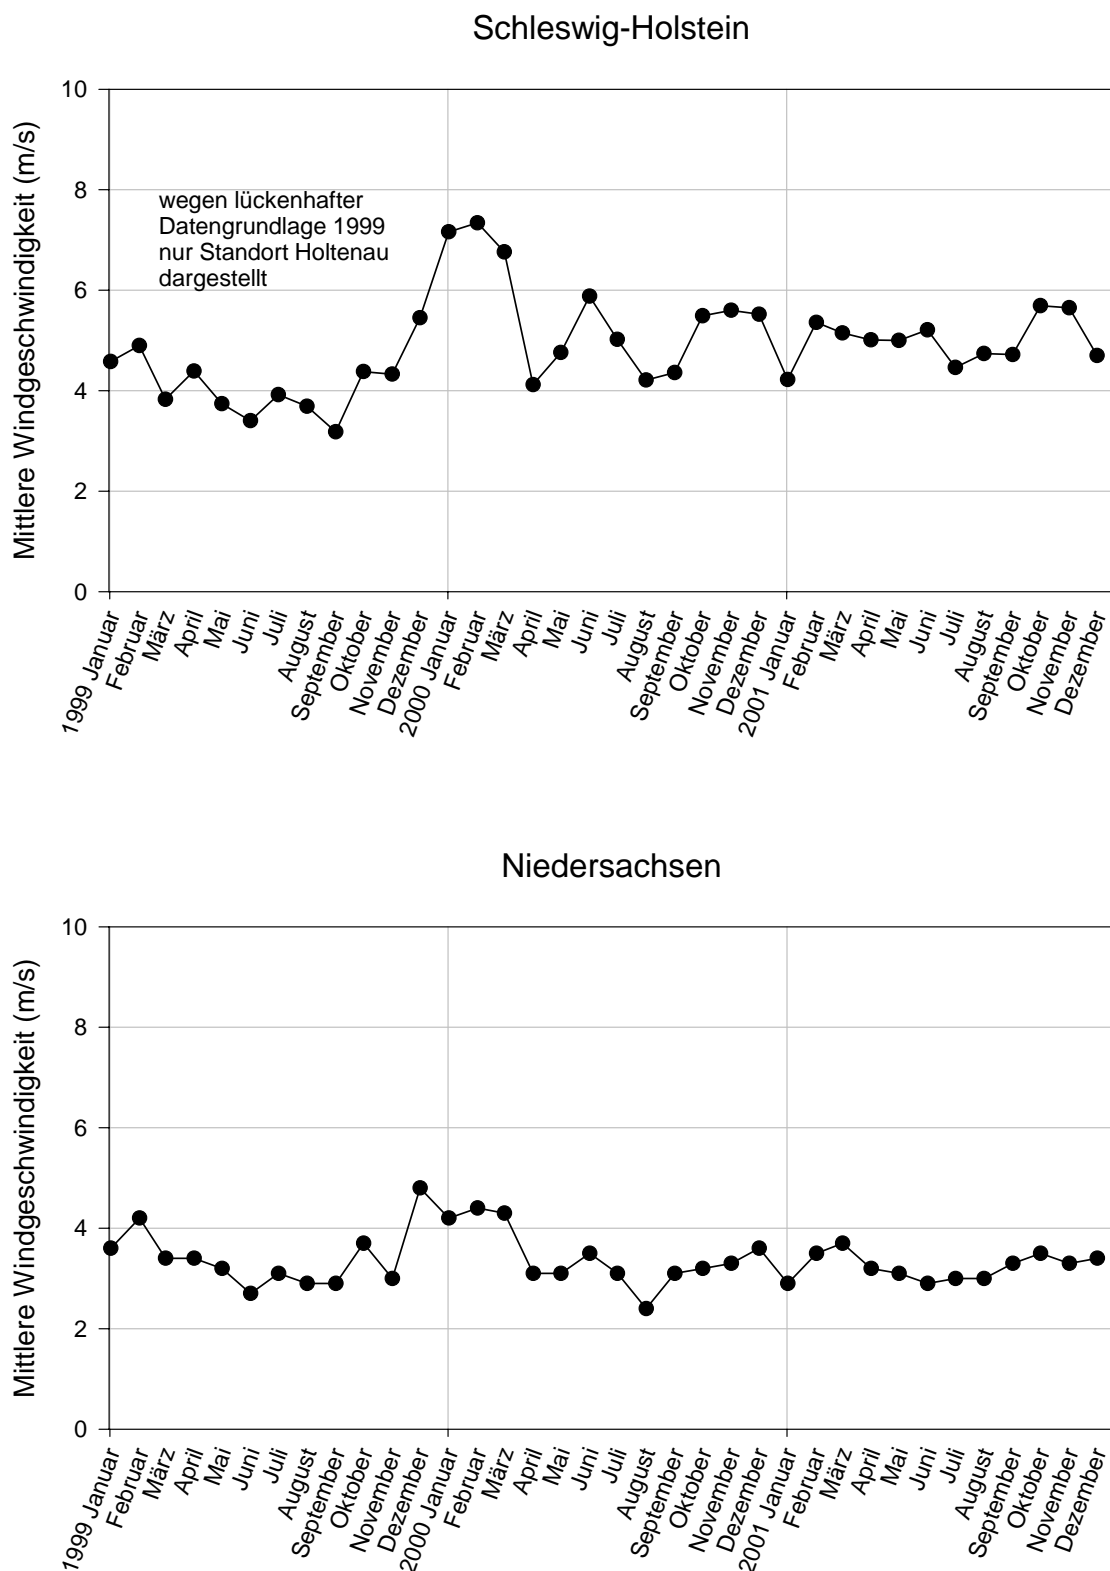 Schleswig-Holstein
Mittlere Windgeschwindigkeit (m/s)
10
8
6
4
2
0
wegen lückenhafter
Datengrundlage 1999
nur Standort Holtenau
dargestellt
1999 Januar
Februar
März
April
Mai
Juni
Juli
August
September
Oktober
November
Dezember
2000 Januar
Februar
März
April
Mai
Juni
Juli
August
September
Oktober
November
Dezember
2001 Januar
Februar
März
April
Mai
Juni
Juli
August
September
Oktober
November
Dezember
Niedersachsen
Mittlere Windgeschwindigkeit (m/s)
10
8
6
4
2
0
1999 Januar
Februar
März
April
Mai
Juni
Juli
August
September
Oktober
November
Dezember
2000 Januar
Februar
März
April
Mai
Juni
Juli
August
September
Oktober
November
Dezember
2001 Januar
Februar
März
April
Mai
Juni
Juli
August
September
Oktober
November
Dezember